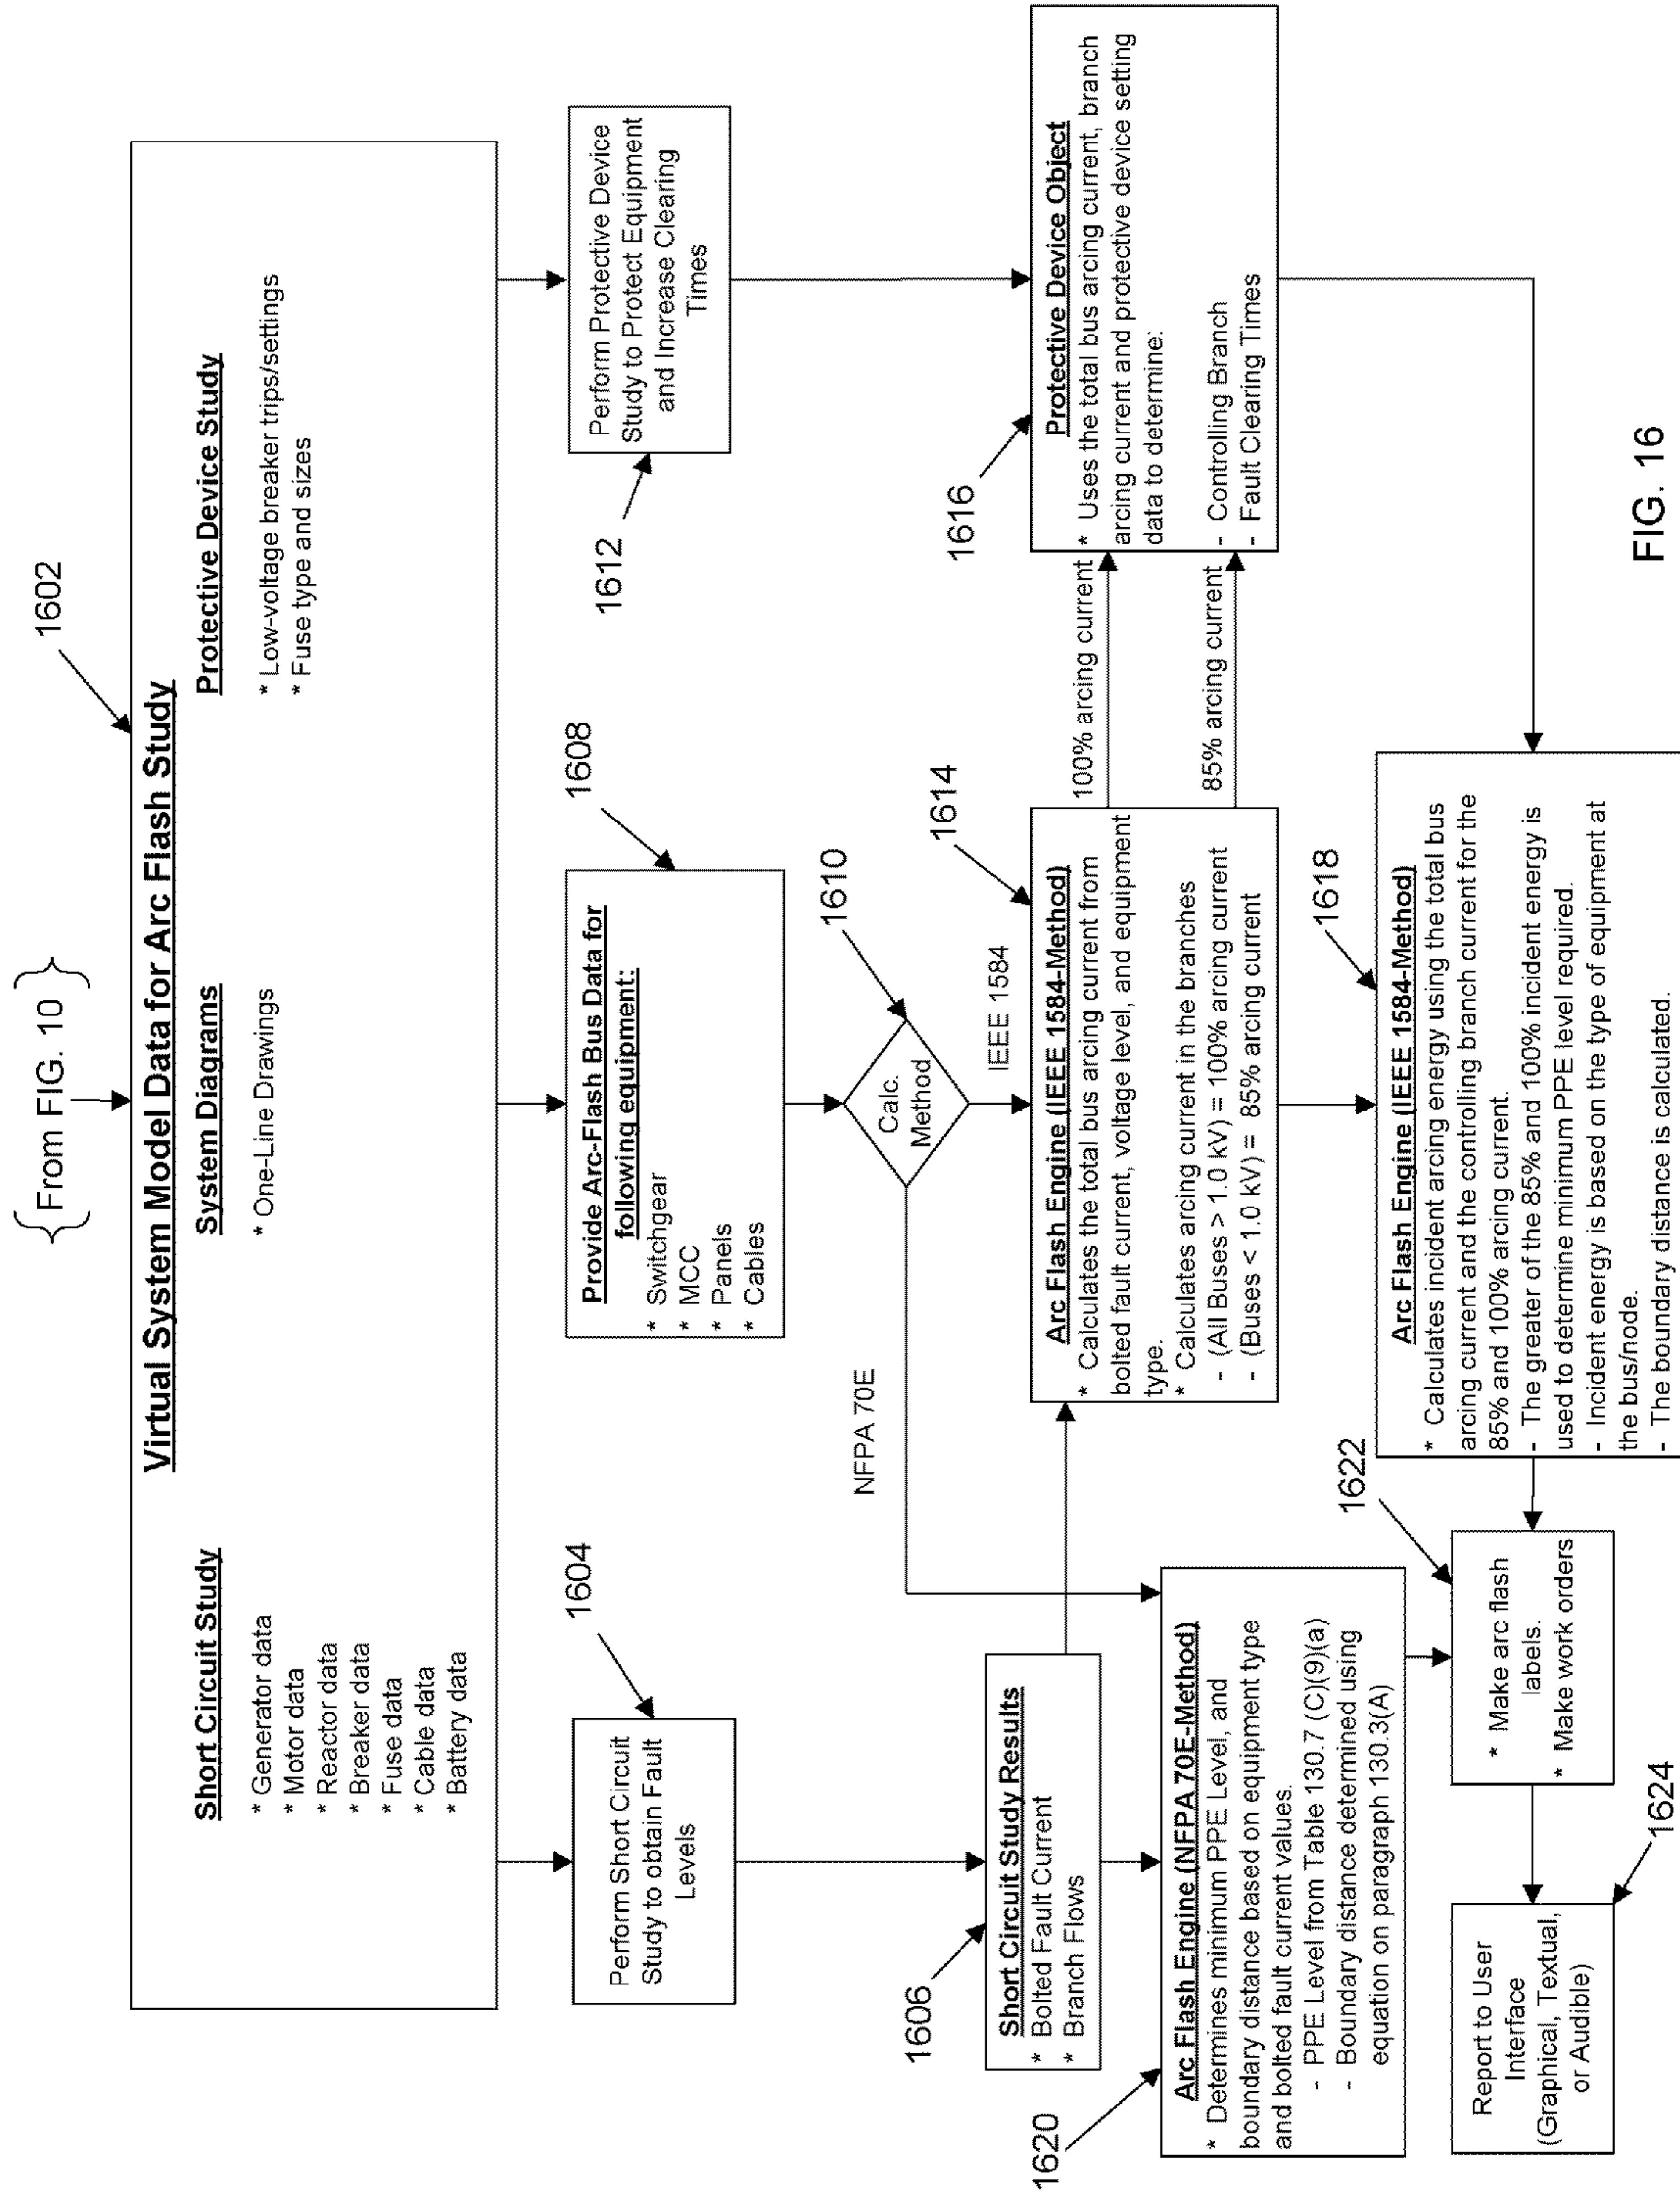 {From FIG. 10}
1602
Virtual System Model Data for Arc Flash Study
Short Circuit Study
* Generator data
* Motor data
* Reactor data
* Breaker data
* Fuse data
* Cable data
* Battery data
System Diagrams
* One-Line Drawings
Protective Device Study
* Low-voltage breaker trips/settings
* Fuse type and sizes
1604
Perform Short Circuit
Study to obtain Fault
Levels
1608
Provide Arc-Flash Bus Data for
following equipment:
* Switchgear
* MCC
* Panels
* Cables
1612
Perform Protective Device
Study to Protect Equipment
and Increase Clearing
Times
1610
Calc.
Method
NFPA 70E
IEEE 1584
1606
Short Circuit Study Results
* Bolted Fault Current
* Branch Flows
1614
Arc Flash Engine (IEEE 1584-Method)
* Calculates the total bus arcing current from
bolted fault current, voltage level, and equipment
type.
* Calculates arcing current in the branches
- (All Buses > 1.0 kV) = 100% arcing current
- (Buses < 1.0 kV) = 85% arcing current
100% arcing current
85% arcing current
1616
Protective Device Object
* Uses the total bus arcing current, branch
arcing current and protective device setting
data to determine:
- Controlling Branch
- Fault Clearing Times
1620
Arc Flash Engine (NFPA 70E-Method)
* Determines minimum PPE Level, and
boundary distance based on equipment type
and bolted fault current values.
- PPE Level from Table 130.7 (C)(9)(a)
- Boundary distance determined using
equation on paragraph 130.3(A)
1618
Arc Flash Engine (IEEE 1584-Method)
* Calculates incident arcing energy using the total bus
arcing current and the controlling branch current for the
85% and 100% arcing current.
- The greater of the 85% and 100% incident energy is
used to determine minimum PPE level required.
- Incident energy is based on the type of equipment at
the bus/node.
- The boundary distance is calculated.
1622
* Make arc flash
labels.
* Make work orders
1624
Report to User
Interface
(Graphical, Textual,
or Audible)
FIG. 16